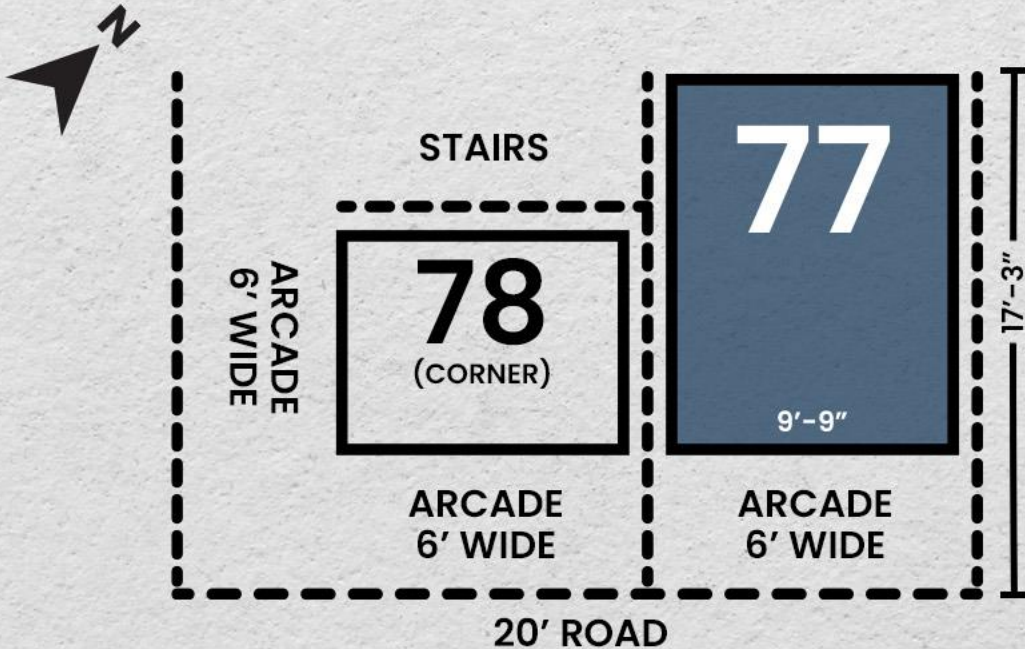 N
STAIRS
77
78
(CORNER)
ARCADE
6’ WIDE
17’-3”
9’-9”
ARCADE
6’ WIDE
ARCADE
6’ WIDE
20’ ROAD